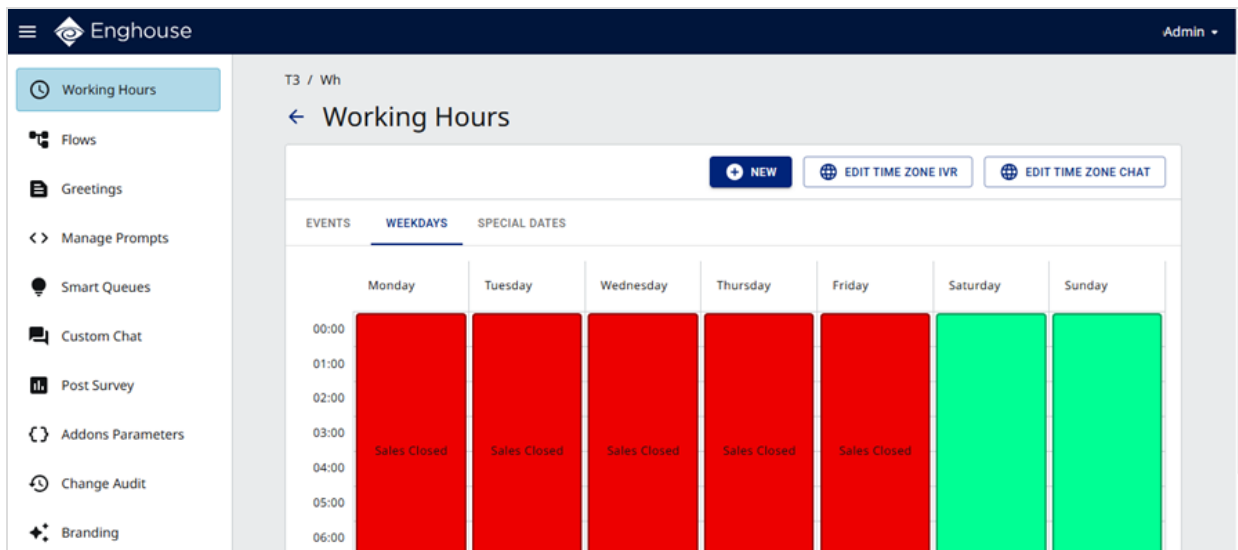 Enghouse
Admin
Working Hours
Flows
Greetings
Manage Prompts
Smart Queues
Custom Chat
Post Survey
Addons Parameters
Change Audit
Branding
T3 / Wh
Working Hours
NEW EDIT TIME ZONE IVR EDIT TIME ZONE CHAT
EVENTS WEEKDAYS SPECIAL DATES
Monday Tuesday Wednesday Thursday Friday Saturday Sunday
00:00
01:00
02:00
03:00
Sales Closed Sales Closed Sales Closed Sales Closed Sales Closed
04:00
05:00
06:00